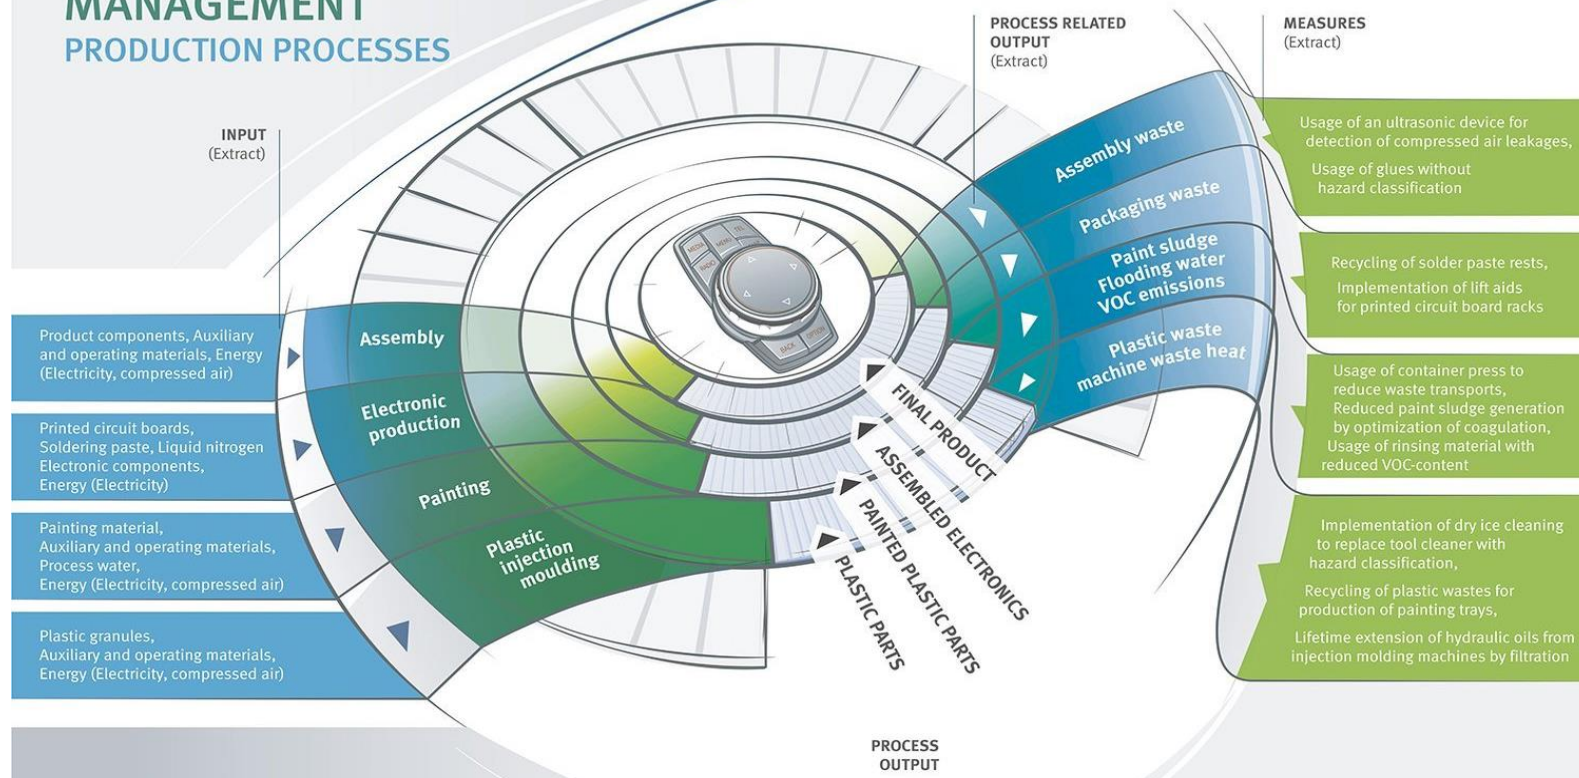 MANAGEMENT
PRODUCTION PROCESSES
INPUT
(Extract)
PROCESS RELATED
OUTPUT
(Extract)
MEASURES
(Extract)
Product components, Auxiliary
and operating materials, Energy
(Electricity, compressed air)
Printed circuit boards,
Soldering paste, Liquid nitrogen
Electronic components,
Energy (Electricity)
Painting material,
Auxiliary and operating materials,
Process water,
Energy (Electricity, compressed air)
Plastic granules,
Auxiliary and operating materials,
Energy (Electricity, compressed air)
Assembly
Electronic
production
Painting
Plastic
injection
moulding
MEDIA
MENU
TEL
RADIO
BACK
OPTION
FINAL PRODUCT
ASSEMBLED ELECTRONICS
PAINTED PLASTIC PARTS
PLASTIC PARTS
Assembly waste
Packaging waste
Paint sludge
Flooding water
VOC emissions
Plastic waste
machine waste heat
Usage of an ultrasonic device for
detection of compressed air leakages,
Usage of glues without
hazard classification
Recycling of solder paste rests,
Implementation of lift aids
for printed circuit board racks
Usage of container press to
reduce waste transports,
Reduced paint sludge generation
by optimization of coagulation,
Usage of rinsing material with
reduced VOC-content
Implementation of dry ice cleaning
to replace tool cleaner with
hazard classification,
Recycling of plastic wastes for
production of painting trays,
Lifetime extension of hydraulic oils from
injection molding machines by filtration
PROCESS
OUTPUT